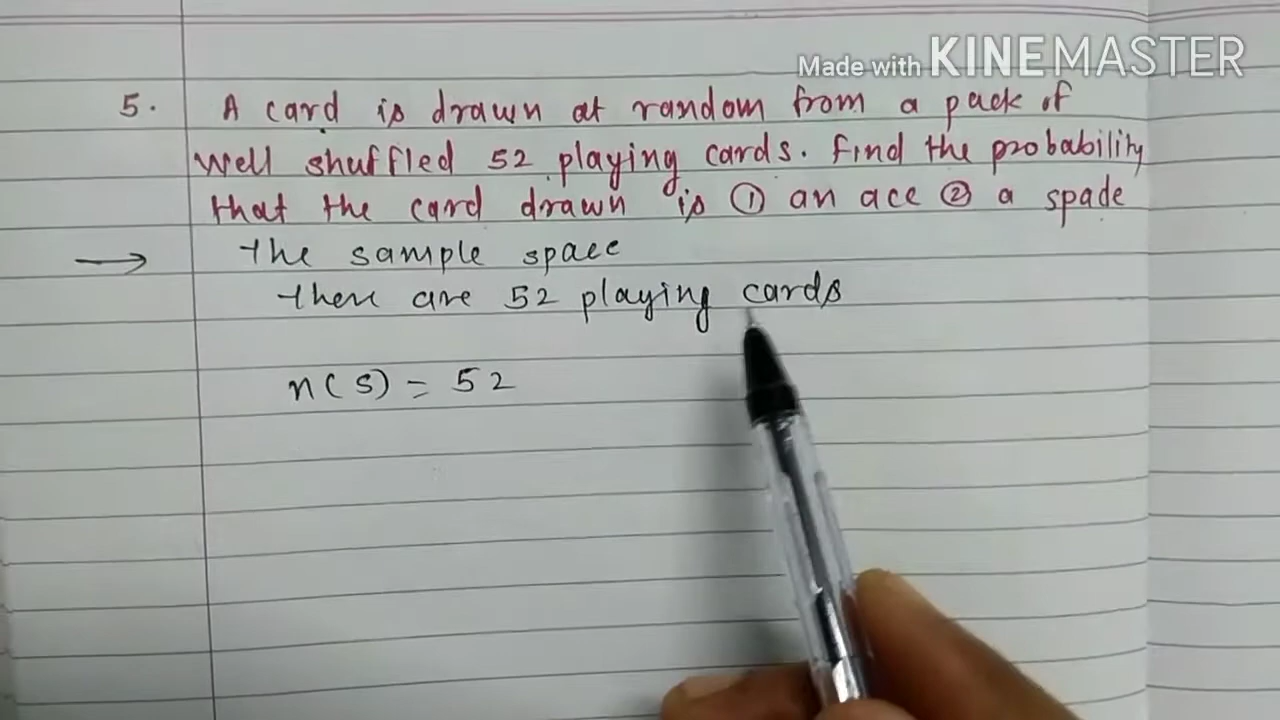 Made with KINEMASTER
5. A card is drawn at random from a pack of
well shuffled 52 playing cards. Find the probability
that the card drawn is ① an ace ② a spade
→ The sample space
There are 52 playing cards
n(S) = 52